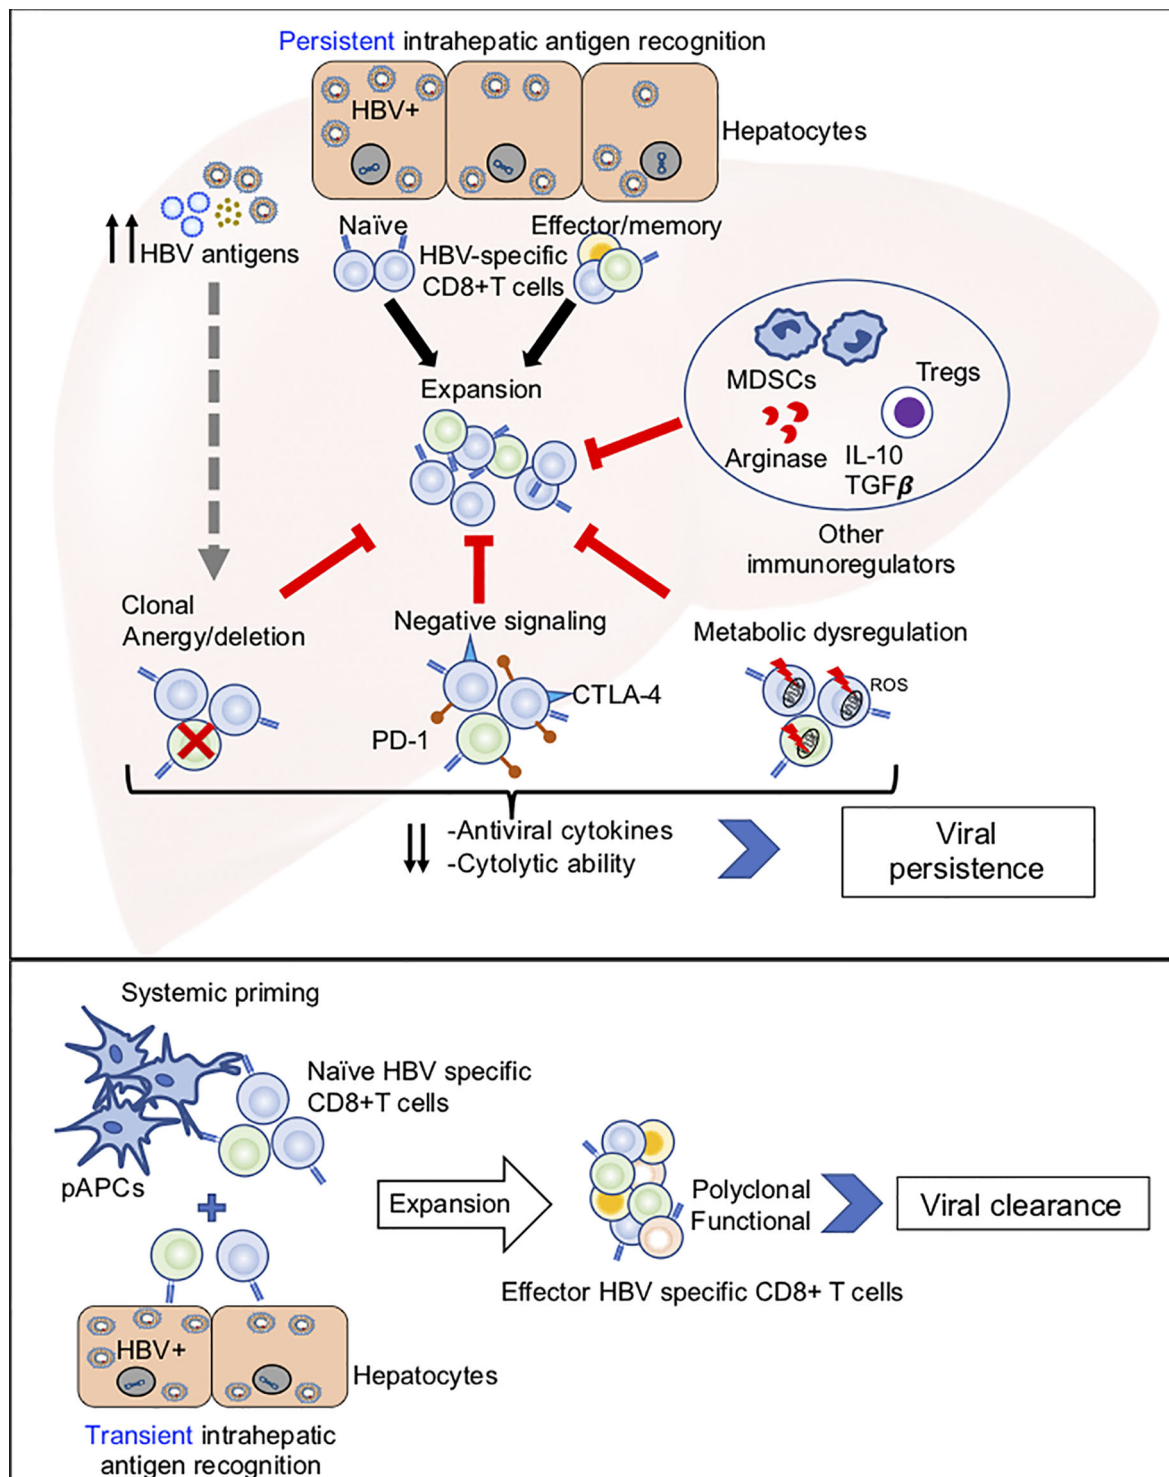 Persistent intrahepatic antigen recognition
HBV+
Hepatocytes
HBV antigens
Naïve
Effector/memory
HBV-specific
CD8+T cells
Expansion
MDSCs
Tregs
Arginase
IL-10
TGFβ
Other
immunoregulators
Clonal
Anergy/deletion
Negative signaling
CTLA-4
PD-1
Metabolic dysregulation
ROS
-Antiviral cytokines
-Cytolytic ability
Viral
persistence
Systemic priming
Naïve HBV specific
CD8+T cells
pAPCs
Expansion
Polyclonal
Functional
Viral clearance
Effector HBV specific CD8+ T cells
HBV+
Hepatocytes
Transient intrahepatic
antigen recognition